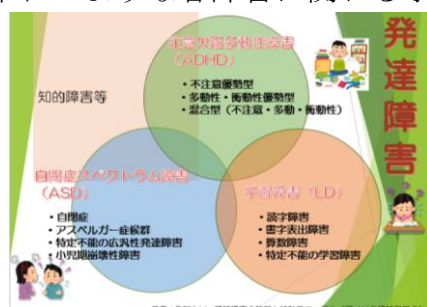 注意欠陥多動性障害
（ADHD）
・不注意優勢型
・多動性・衝動性優勢型
・混合型（不注意・多動・衝動性）
知的障害等
発達障害
自閉症スペクトラム障害
（ASD）
・自閉症
・アスペルガー症候群
・特定不能の広汎性発達障害
・小児期崩壊性障害
学習障害（LD）
・読字障害
・書字表出障害
・算数障害
・特定不能の学習障害